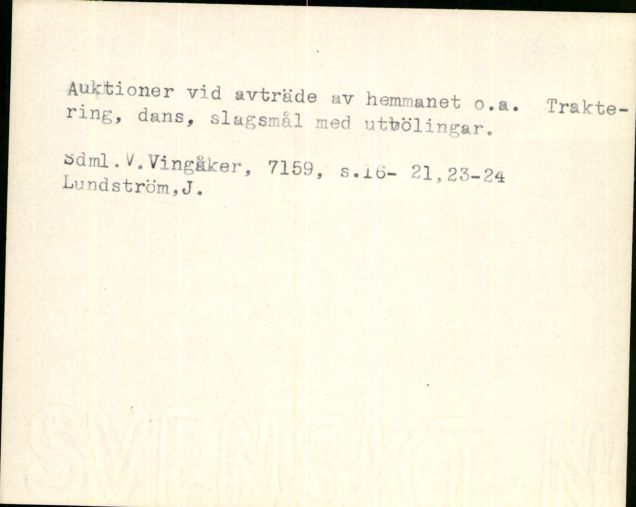 Auktioner vid avträde av hemmanet o.a. Trakte-
ring, dans, slagsmål med utbölingar.
Sdml.V.Vingåker, 7159, s.16- 21,23-24
Lundström,J.
SVENSKT N